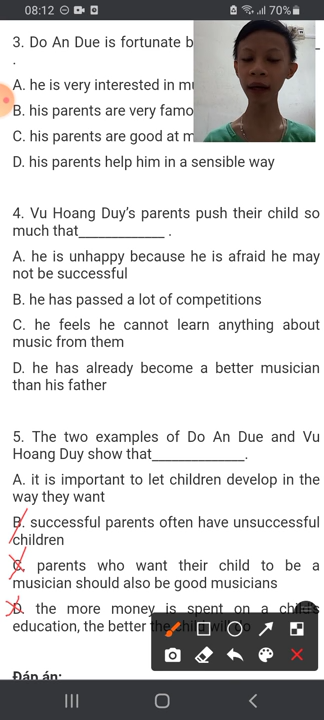 08:12
70%
3. Do An Due is fortunate b
.
A. he is very interested in m
B. his parents are very famo
C. his parents are good at m
D. his parents help him in a sensible way
4. Vu Hoang Duy's parents push their child so
much that_____________ .
A. he is unhappy because he is afraid he may
not be successful
B. he has passed a lot of competitions
C. he feels he cannot learn anything about
music from them
D. he has already become a better musician
than his father
5. The two examples of Do An Due and Vu
Hoang Duy show that______________.
A. it is important to let children develop in the
way they want
B. successful parents often have unsuccessful
children
C. parents who want their child to be a
musician should also be good musicians
D. the more money is spent on a child's
education, the better the child will do
Đáp án: